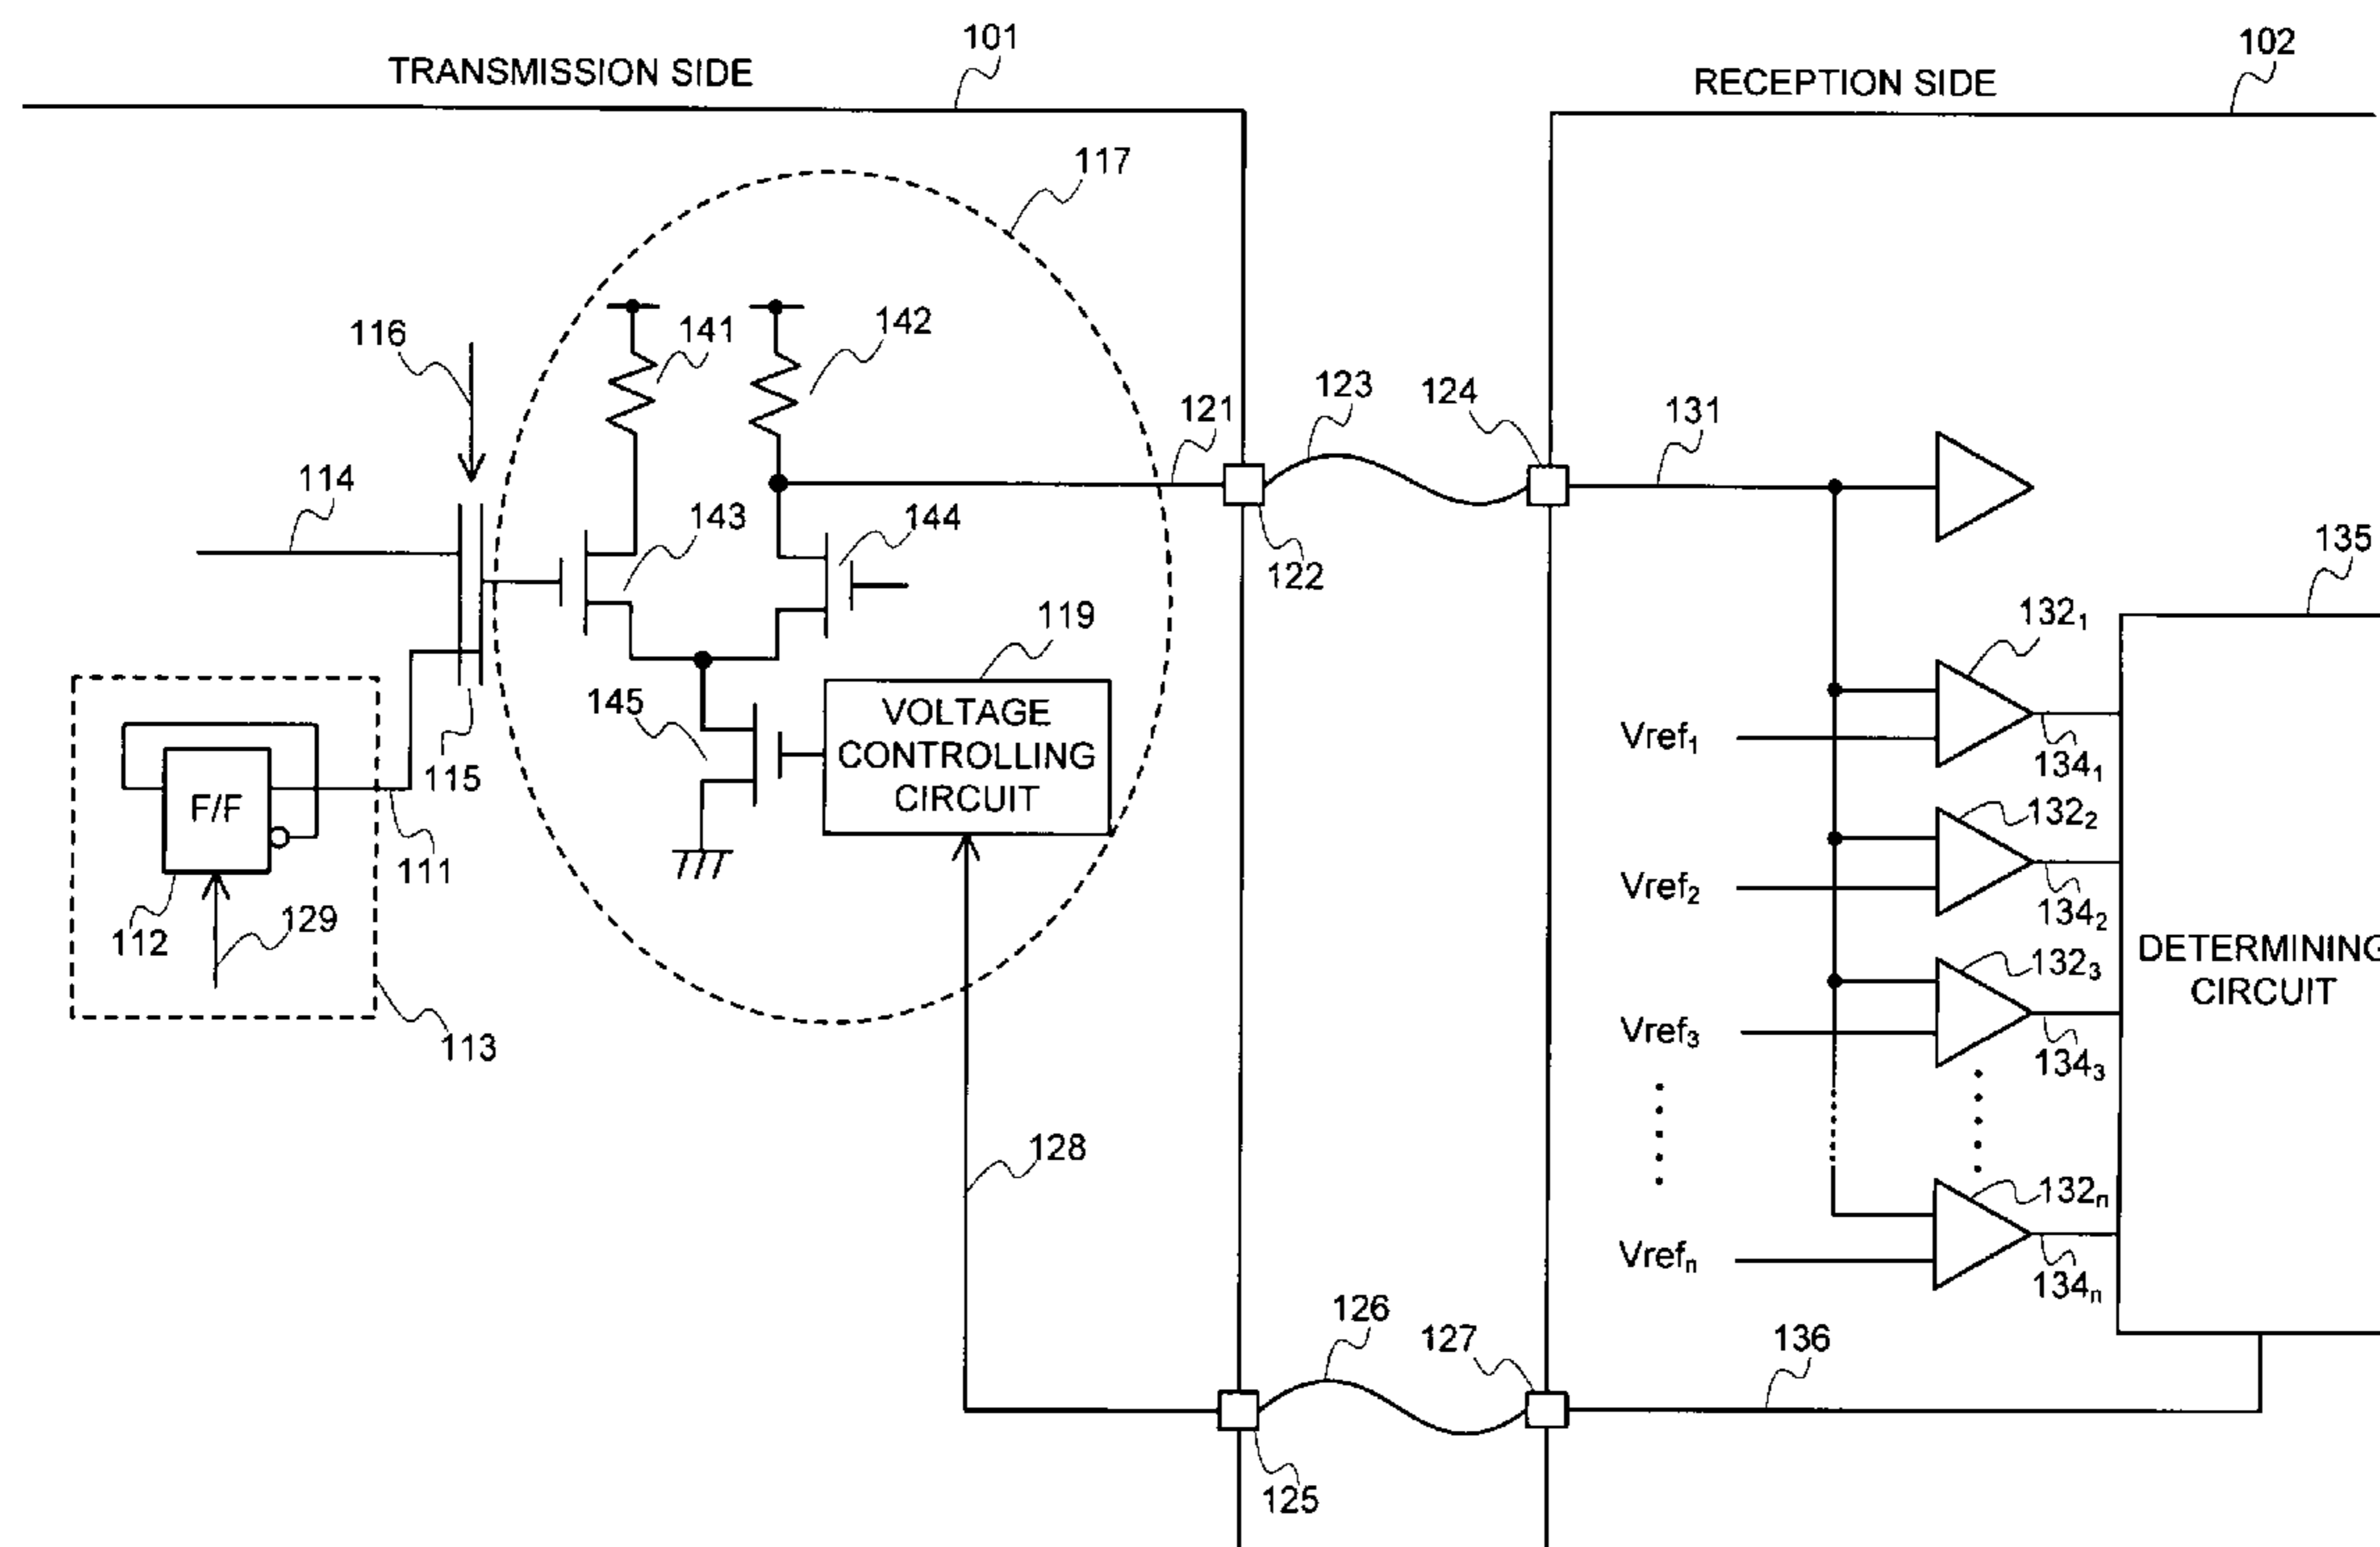 101
102
TRANSMISSION SIDE
RECEPTION SIDE
117
116
141
142
123
124
131
121
114
143
144
122
135
119
132₁
145
VOLTAGE
CONTROLLING
CIRCUIT
Vref₁
134₁
115
F/F
111
132₂
Vref₂
134₂
112
129
132₃
DETERMINING
CIRCUIT
Vref₃
134₃
113
128
132ₙ
Vrefₙ
134ₙ
126
127
136
125